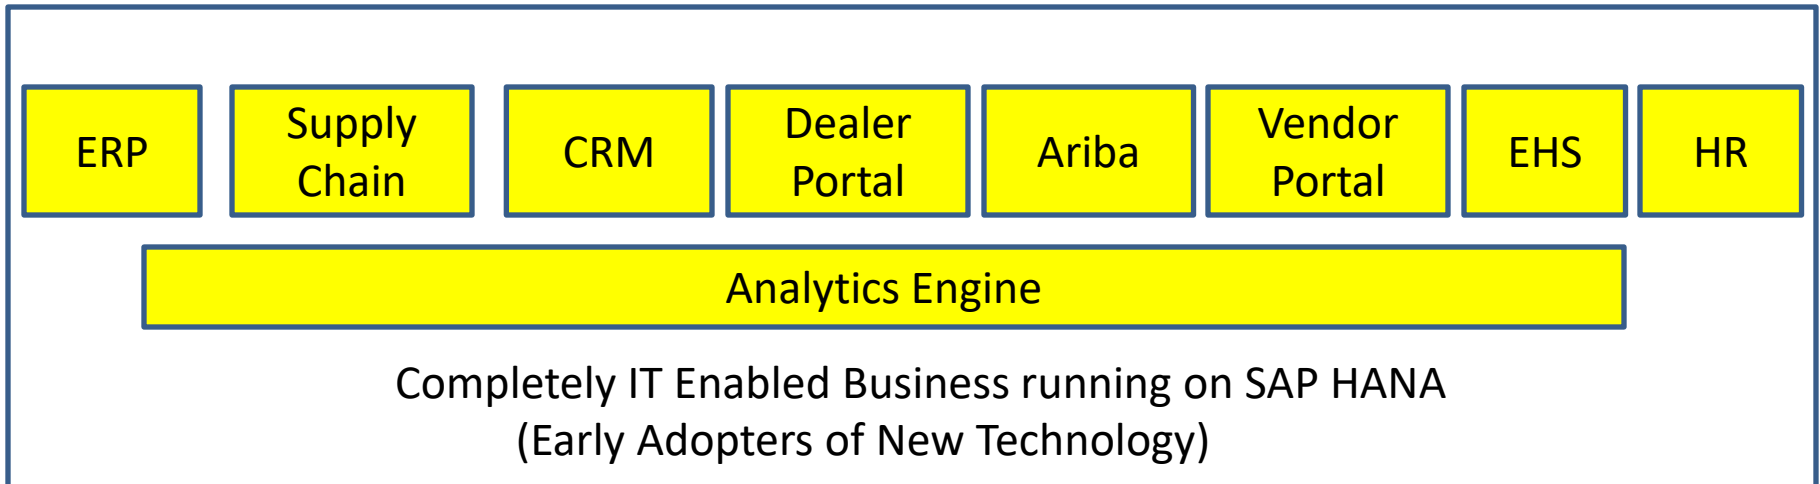 ERP
Supply
Chain
CRM
Dealer
Portal
Ariba
Vendor
Portal
EHS
HR
Analytics Engine
Completely IT Enabled Business running on SAP HANA
(Early Adopters of New Technology)